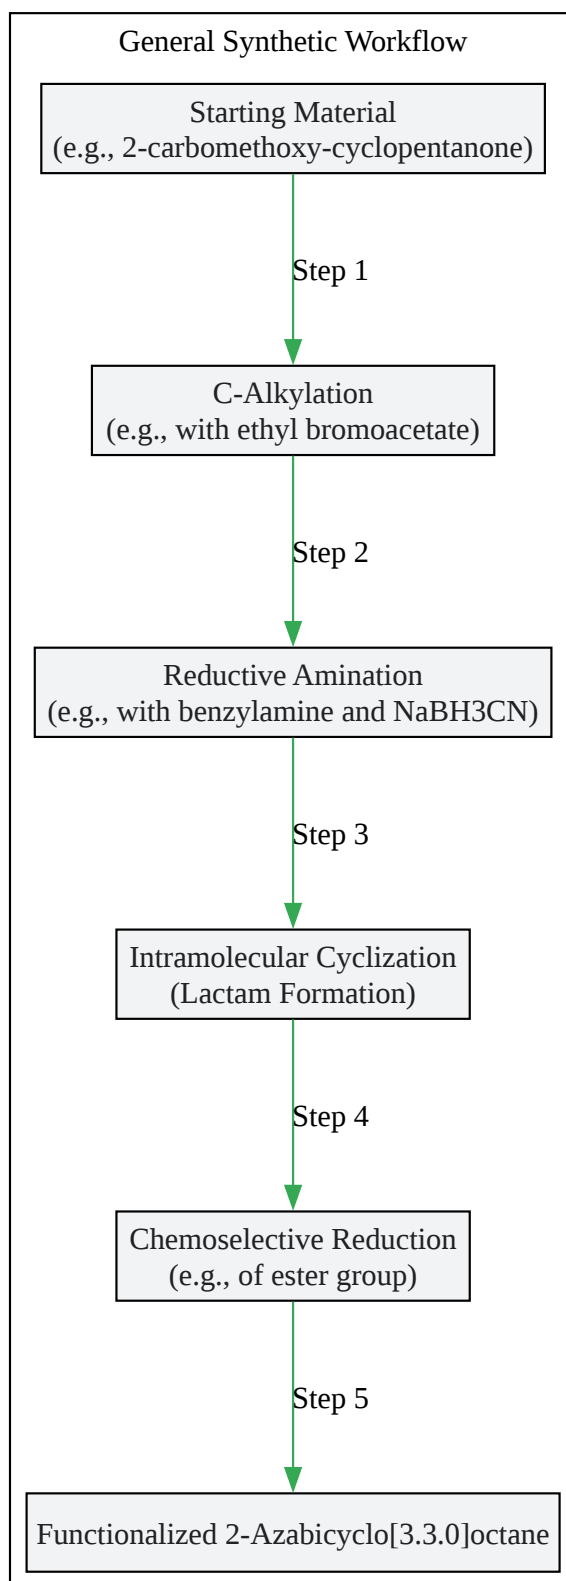 General Synthetic Workflow
Starting Material
(e.g., 2-carbomethoxy-cyclopentanone)
Step 1
C-Alkylation
(e.g., with ethyl bromoacetate)
Step 2
Reductive Amination
(e.g., with benzylamine and NaBH3CN)
Step 3
Intramolecular Cyclization
(Lactam Formation)
Step 4
Chemoselective Reduction
(e.g., of ester group)
Step 5
Functionalized 2-Azabicyclo[3.3.0]octane